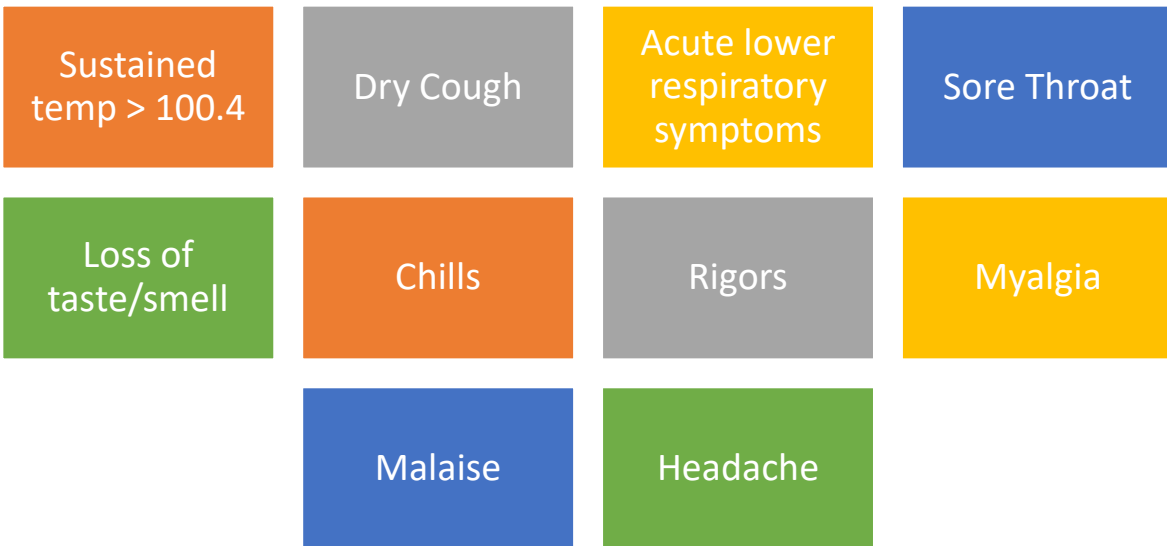 Sustained
temp > 100.4
Dry Cough
Acute lower
respiratory
symptoms
Sore Throat
Loss of
taste/smell
Chills
Rigors
Myalgia
Malaise
Headache